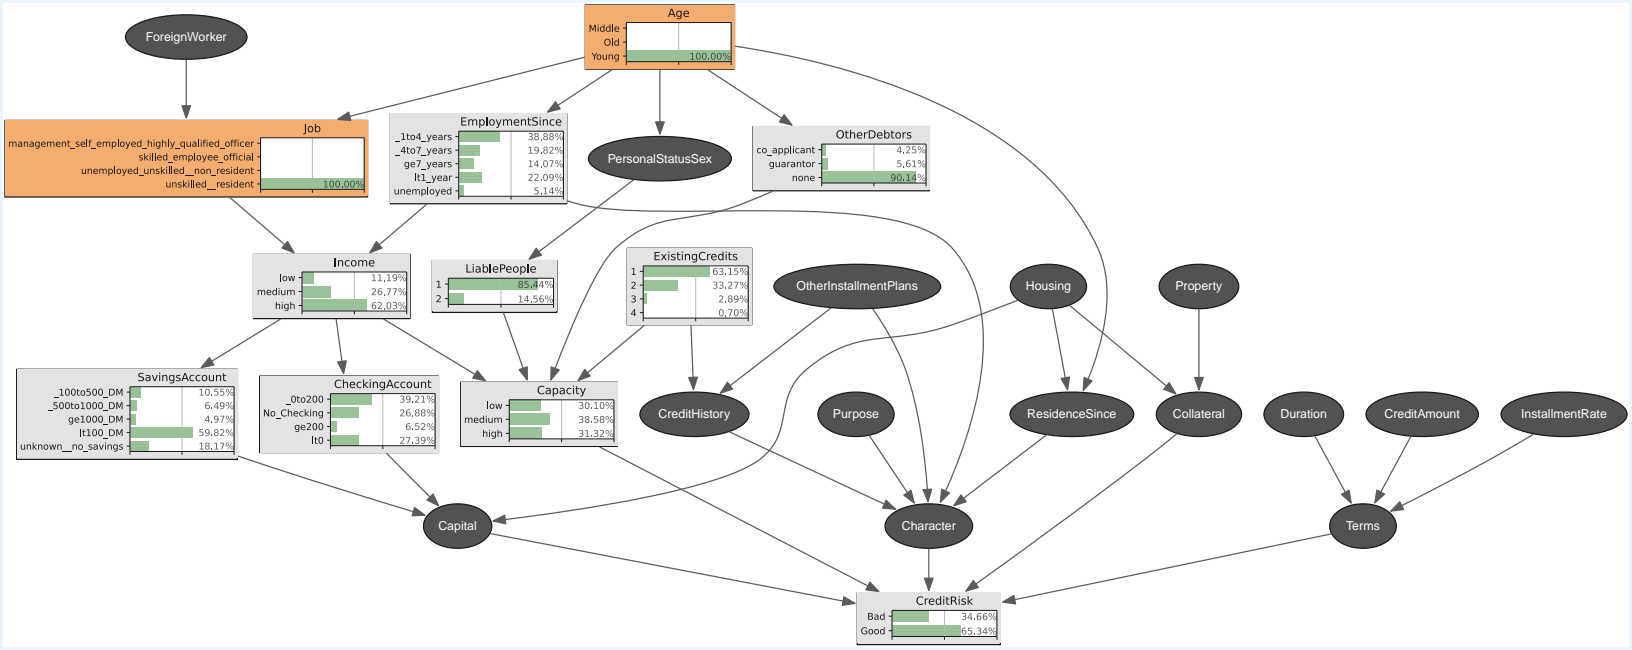 ForeignWorker
Age
Middle
Old
Young 100,00%
Job
management_self_employed_highly_qualified_officer
skilled_employee_official
unemployed_unskilled__non_resident
unskilled__resident 100,00%
EmploymentSince
_1to4_years 38,88%
_4to7_years 19,82%
ge7_years 14,07%
lt1_year 22,09%
unemployed 5,14%
PersonalStatusSex
OtherDebtors
co_applicant 4,25%
guarantor 5,61%
none 90,14%
Income
low 11,19%
medium 26,77%
high 62,03%
LiablePeople
1 85,44%
2 14,56%
ExistingCredits
1 63,15%
2 33,27%
3 2,89%
4 0,70%
OtherInstallmentPlans
Housing
Property
SavingsAccount
_100to500_DM 10,55%
_500to1000_DM 6,49%
ge1000_DM 4,97%
lt100_DM 59,82%
unknown__no_savings 18,17%
CheckingAccount
_0to200 39,21%
No_Checking 26,88%
ge200 6,52%
lt0 27,39%
Capacity
low 30,10%
medium 38,58%
high 31,32%
CreditHistory
Purpose
ResidenceSince
Collateral
Duration
CreditAmount
InstallmentRate
Capital
Character
Terms
CreditRisk
Bad 34,66%
Good 65,34%